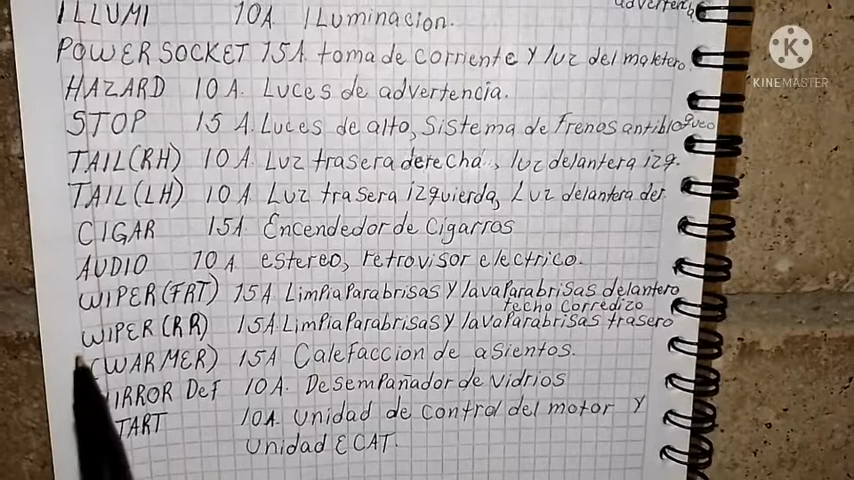 advertencia
ILLUMI 10A ILuminacion.
POWER SOCKET 15A toma de corriente y luz del maletero.
HAZARD 10 A. Luces de advertencia.
STOP 15 A. Luces de alto, Sistema de Frenos antibloqueo
TAIL(RH) 10A. Luz trasera derecha, luz delantera izq.
TAIL(LH) 10A Luz trasera izquierda, Luz delantera der
CIGAR 15A Encendedor de Cigarros
AUDIO 10 A estereo, retrovisor electrico.
WIPER(FRT) 15A Limpiaparabrisas y lavaparabrisas delantero
techo corredizo
WIPER(RR) 15A Limpiaparabrisas y lavaparabrisas trasero
(WARMER) 15A Calefaccion de asientos.
IRROR DEF 10A. Desempañador de vidrios
TART 10A unidad de control del motor y
unidad ECAT.
K
KINEMASTER